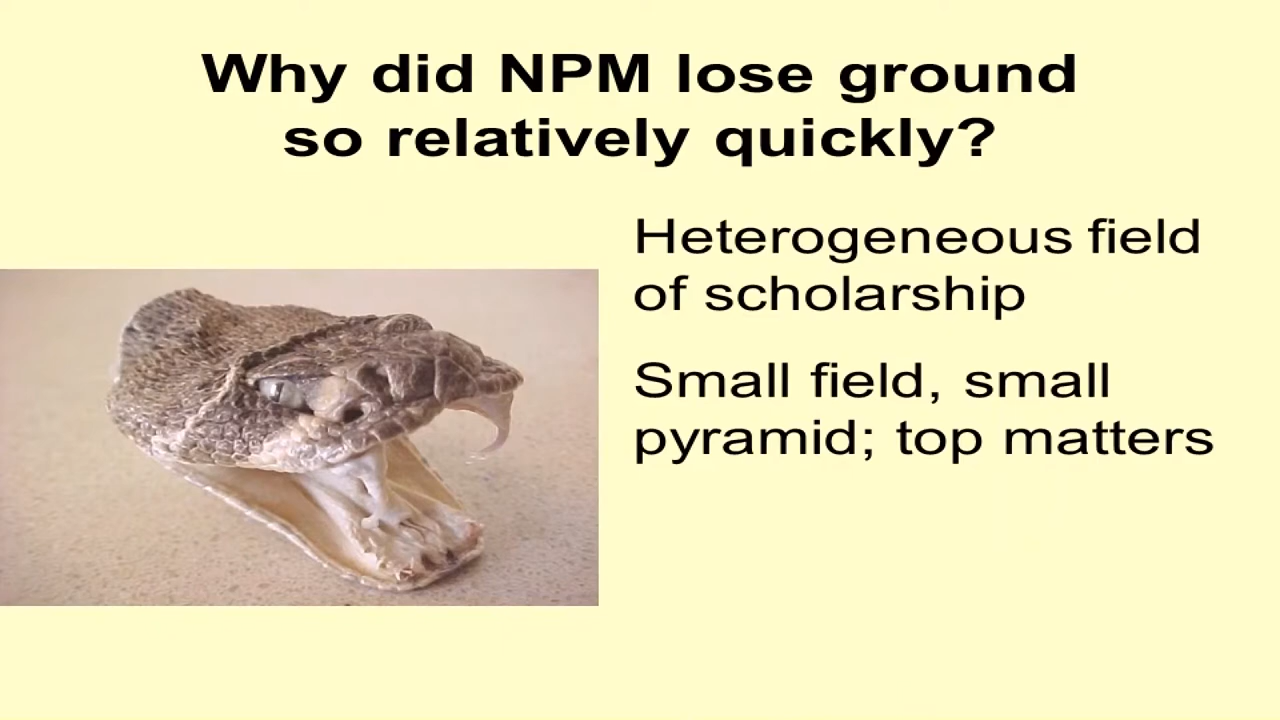 Why did NPM lose ground
so relatively quickly?
Heterogeneous field
of scholarship
Small field, small
pyramid; top matters